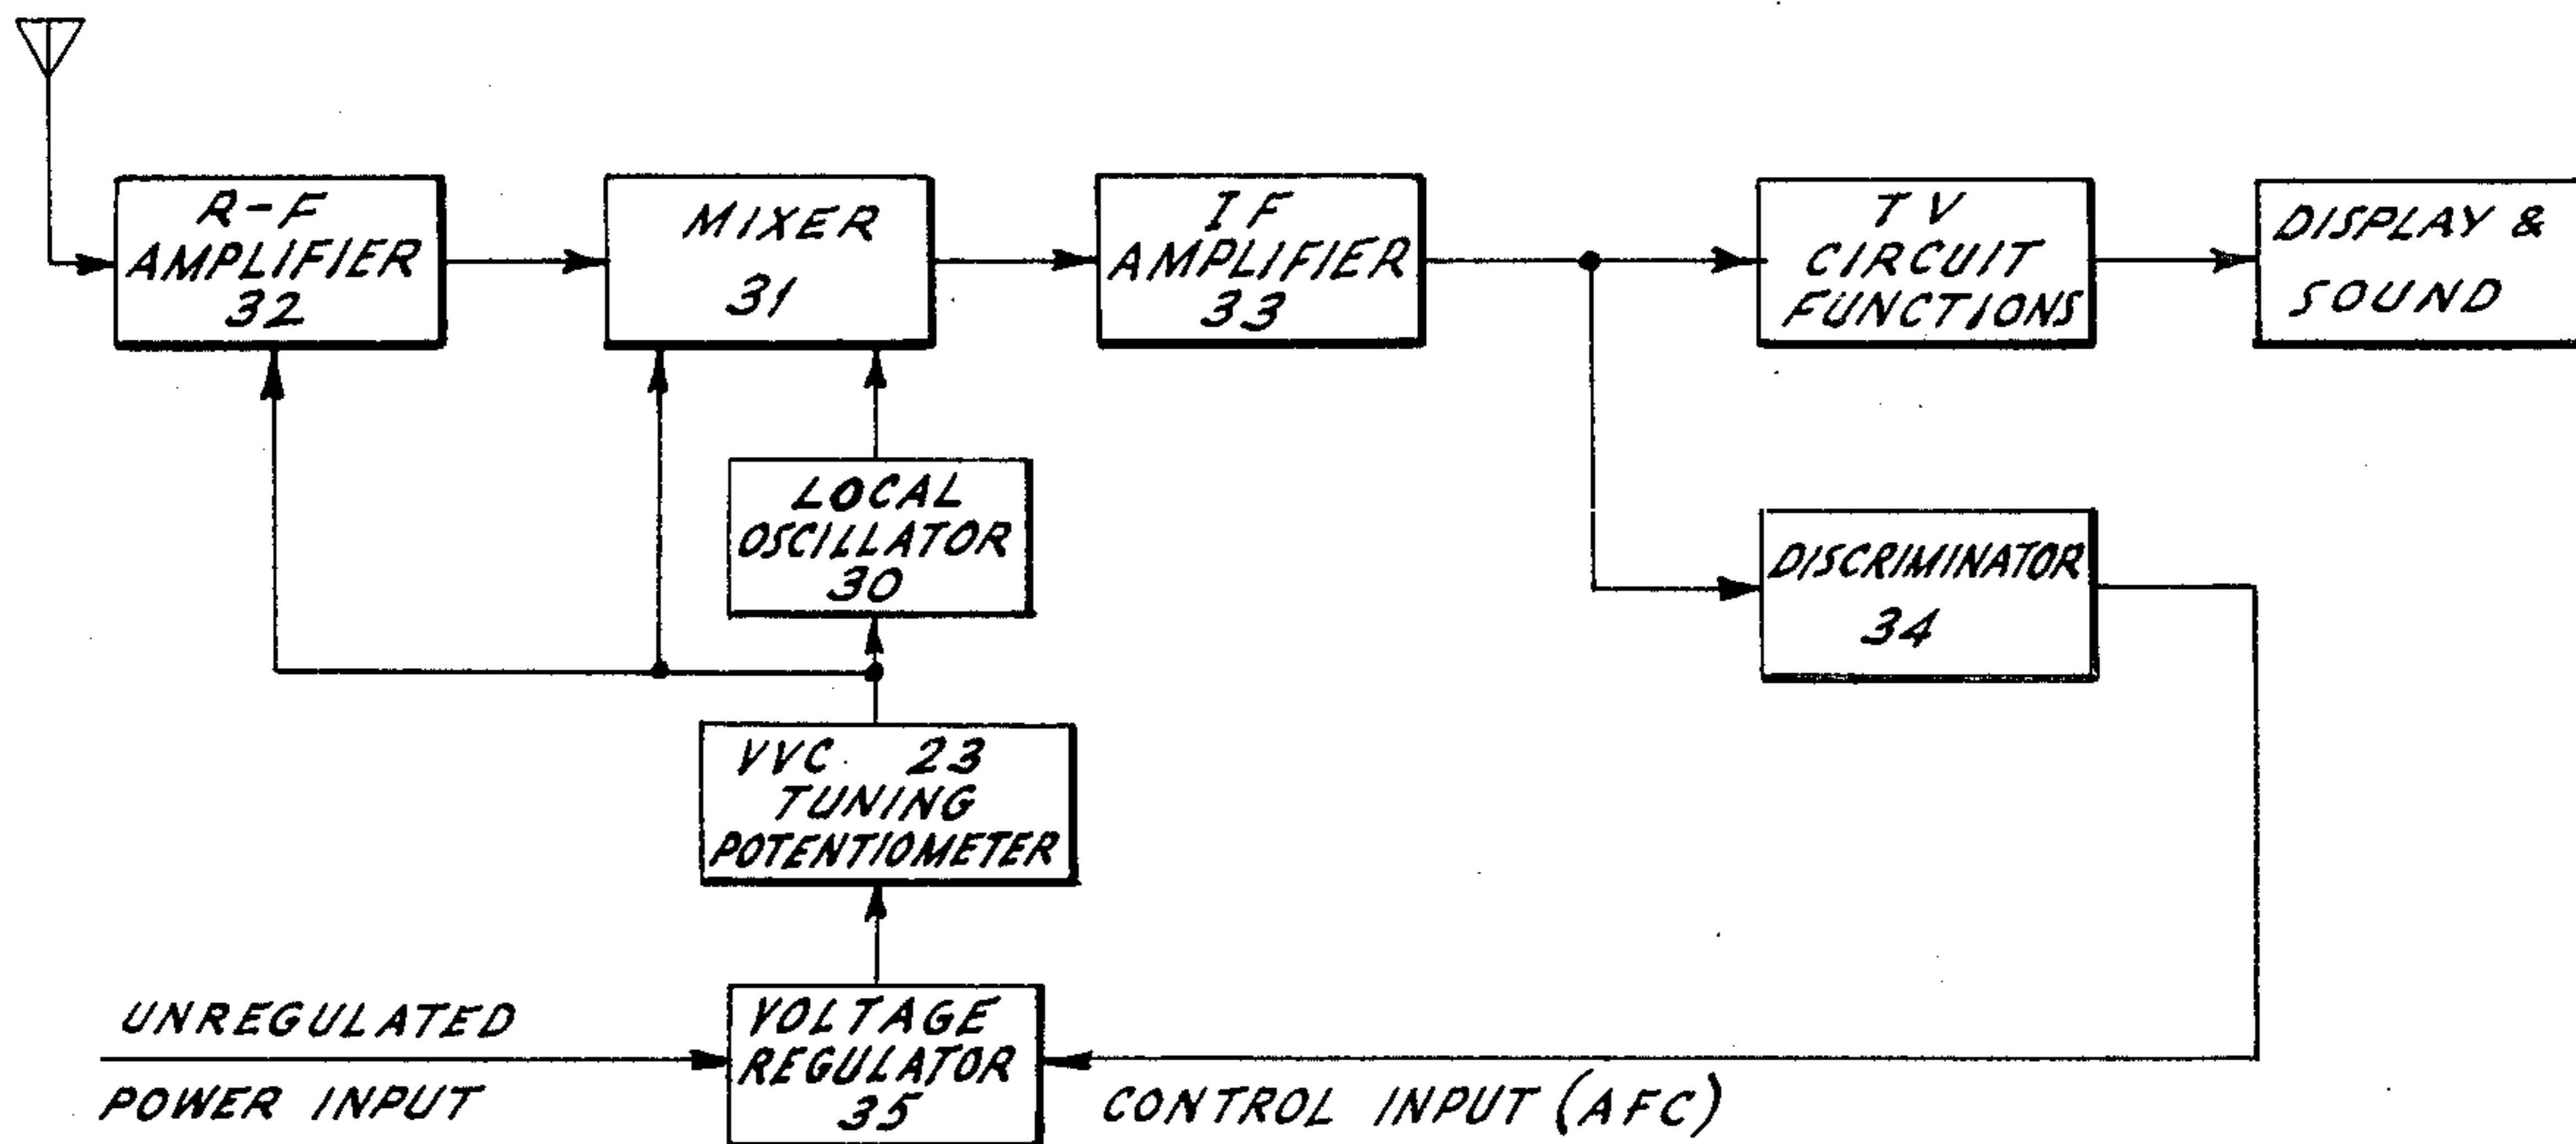 R-F
AMPLIFIER
32
MIXER
31
IF
AMPLIFIER
33
TV
CIRCUIT
FUNCTIONS
DISPLAY &
SOUND
LOCAL
OSCILLATOR
30
DISCRIMINATOR
34
VVC 23
TUNING
POTENTIOMETER
UNREGULATED
POWER INPUT
VOLTAGE
REGULATOR
35
CONTROL INPUT (AFC)